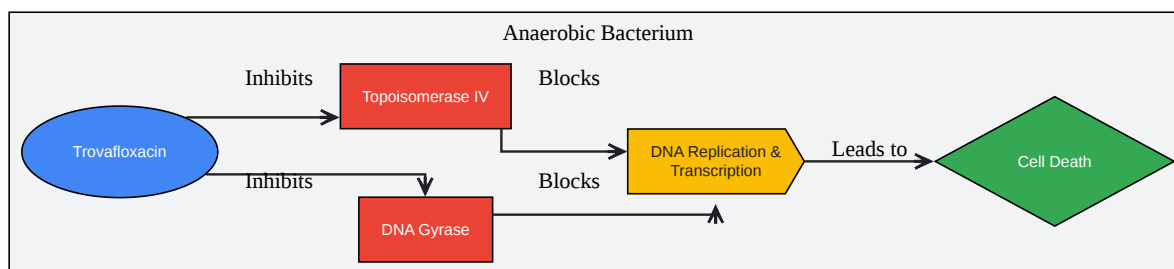 Anaerobic Bacterium
Inhibits
Blocks
Topoisomerase IV
Trovafloxacin
DNA Replication &
Transcription
Leads to
Cell Death
Inhibits
Blocks
DNA Gyrase